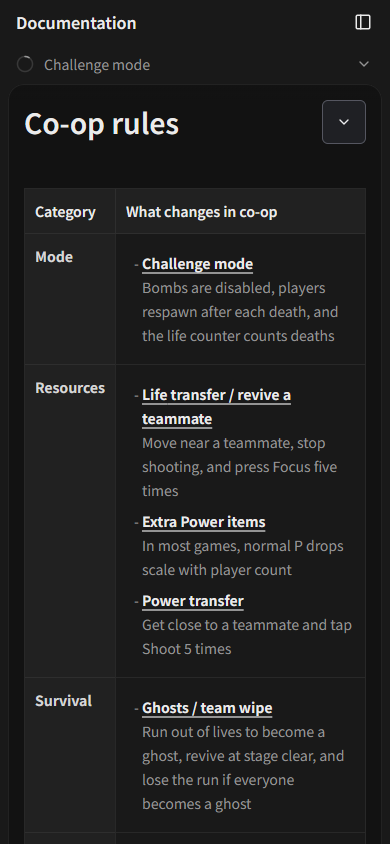 Documentation
Challenge mode
Co-op rules
Category
What changes in co-op
Mode
- Challenge mode
Bombs are disabled, players
respawn after each death, and
the life counter counts deaths
Resources
- Life transfer / revive a
teammate
Move near a teammate, stop
shooting, and press Focus five
times
- Extra Power items
In most games, normal P drops
scale with player count
- Power transfer
Get close to a teammate and tap
Shoot 5 times
Survival
- Ghosts / team wipe
Run out of lives to become a
ghost, revive at stage clear, and
lose the run if everyone
becomes a ghost